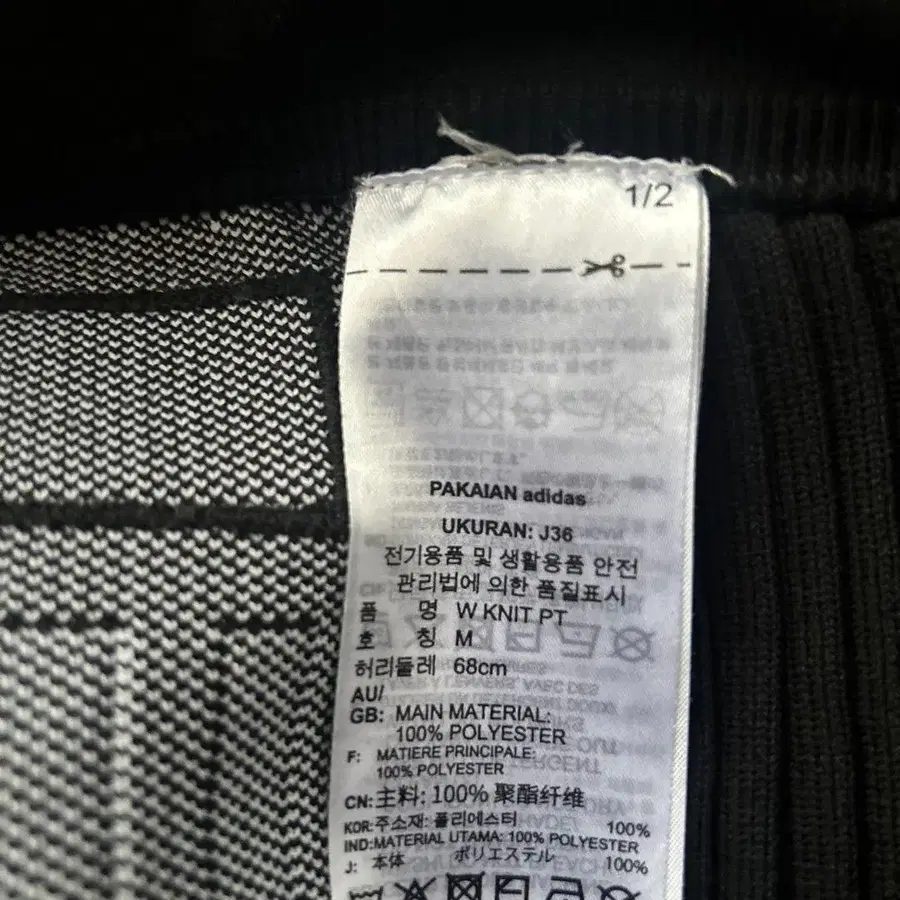 1/2
PAKAIAN adidas
UKURAN: J36
전기용품 및 생활용품 안전
관리법에 의한 품질표시
품 명 W KNIT PT
호 칭 M
허리둘레 68cm
AU/
GB: MAIN MATERIAL:
100% POLYESTER
F: MATIERE PRINCIPALE:
100% POLYESTER
CN:主料: 100% 聚酯纤维
KOR:주소재: 폴리에스터 100%
IND:MATERIAL UTAMA: 100% POLYESTER
J: 本体 ポリエステル 100%